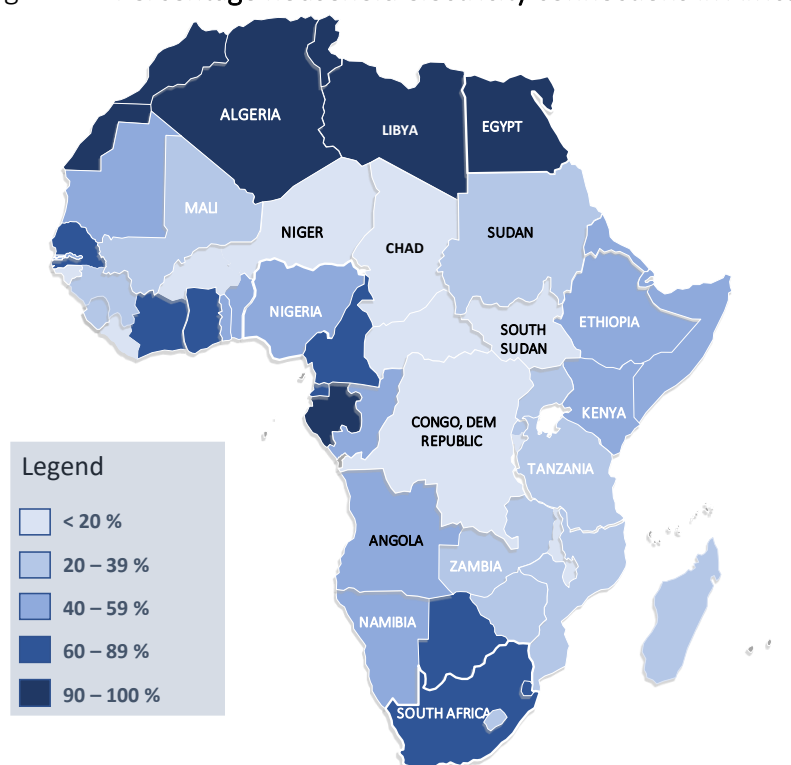 ALGERIA
LIBYA
EGYPT
MALI
NIGER
CHAD
SUDAN
NIGERIA
SOUTH
SUDAN
ETHIOPIA
KENYA
CONGO, DEM
REPUBLIC
TANZANIA
ANGOLA
ZAMBIA
NAMIBIA
SOUTH AFRICA
Legend
< 20 %
20 – 39 %
40 – 59 %
60 – 89 %
90 – 100 %